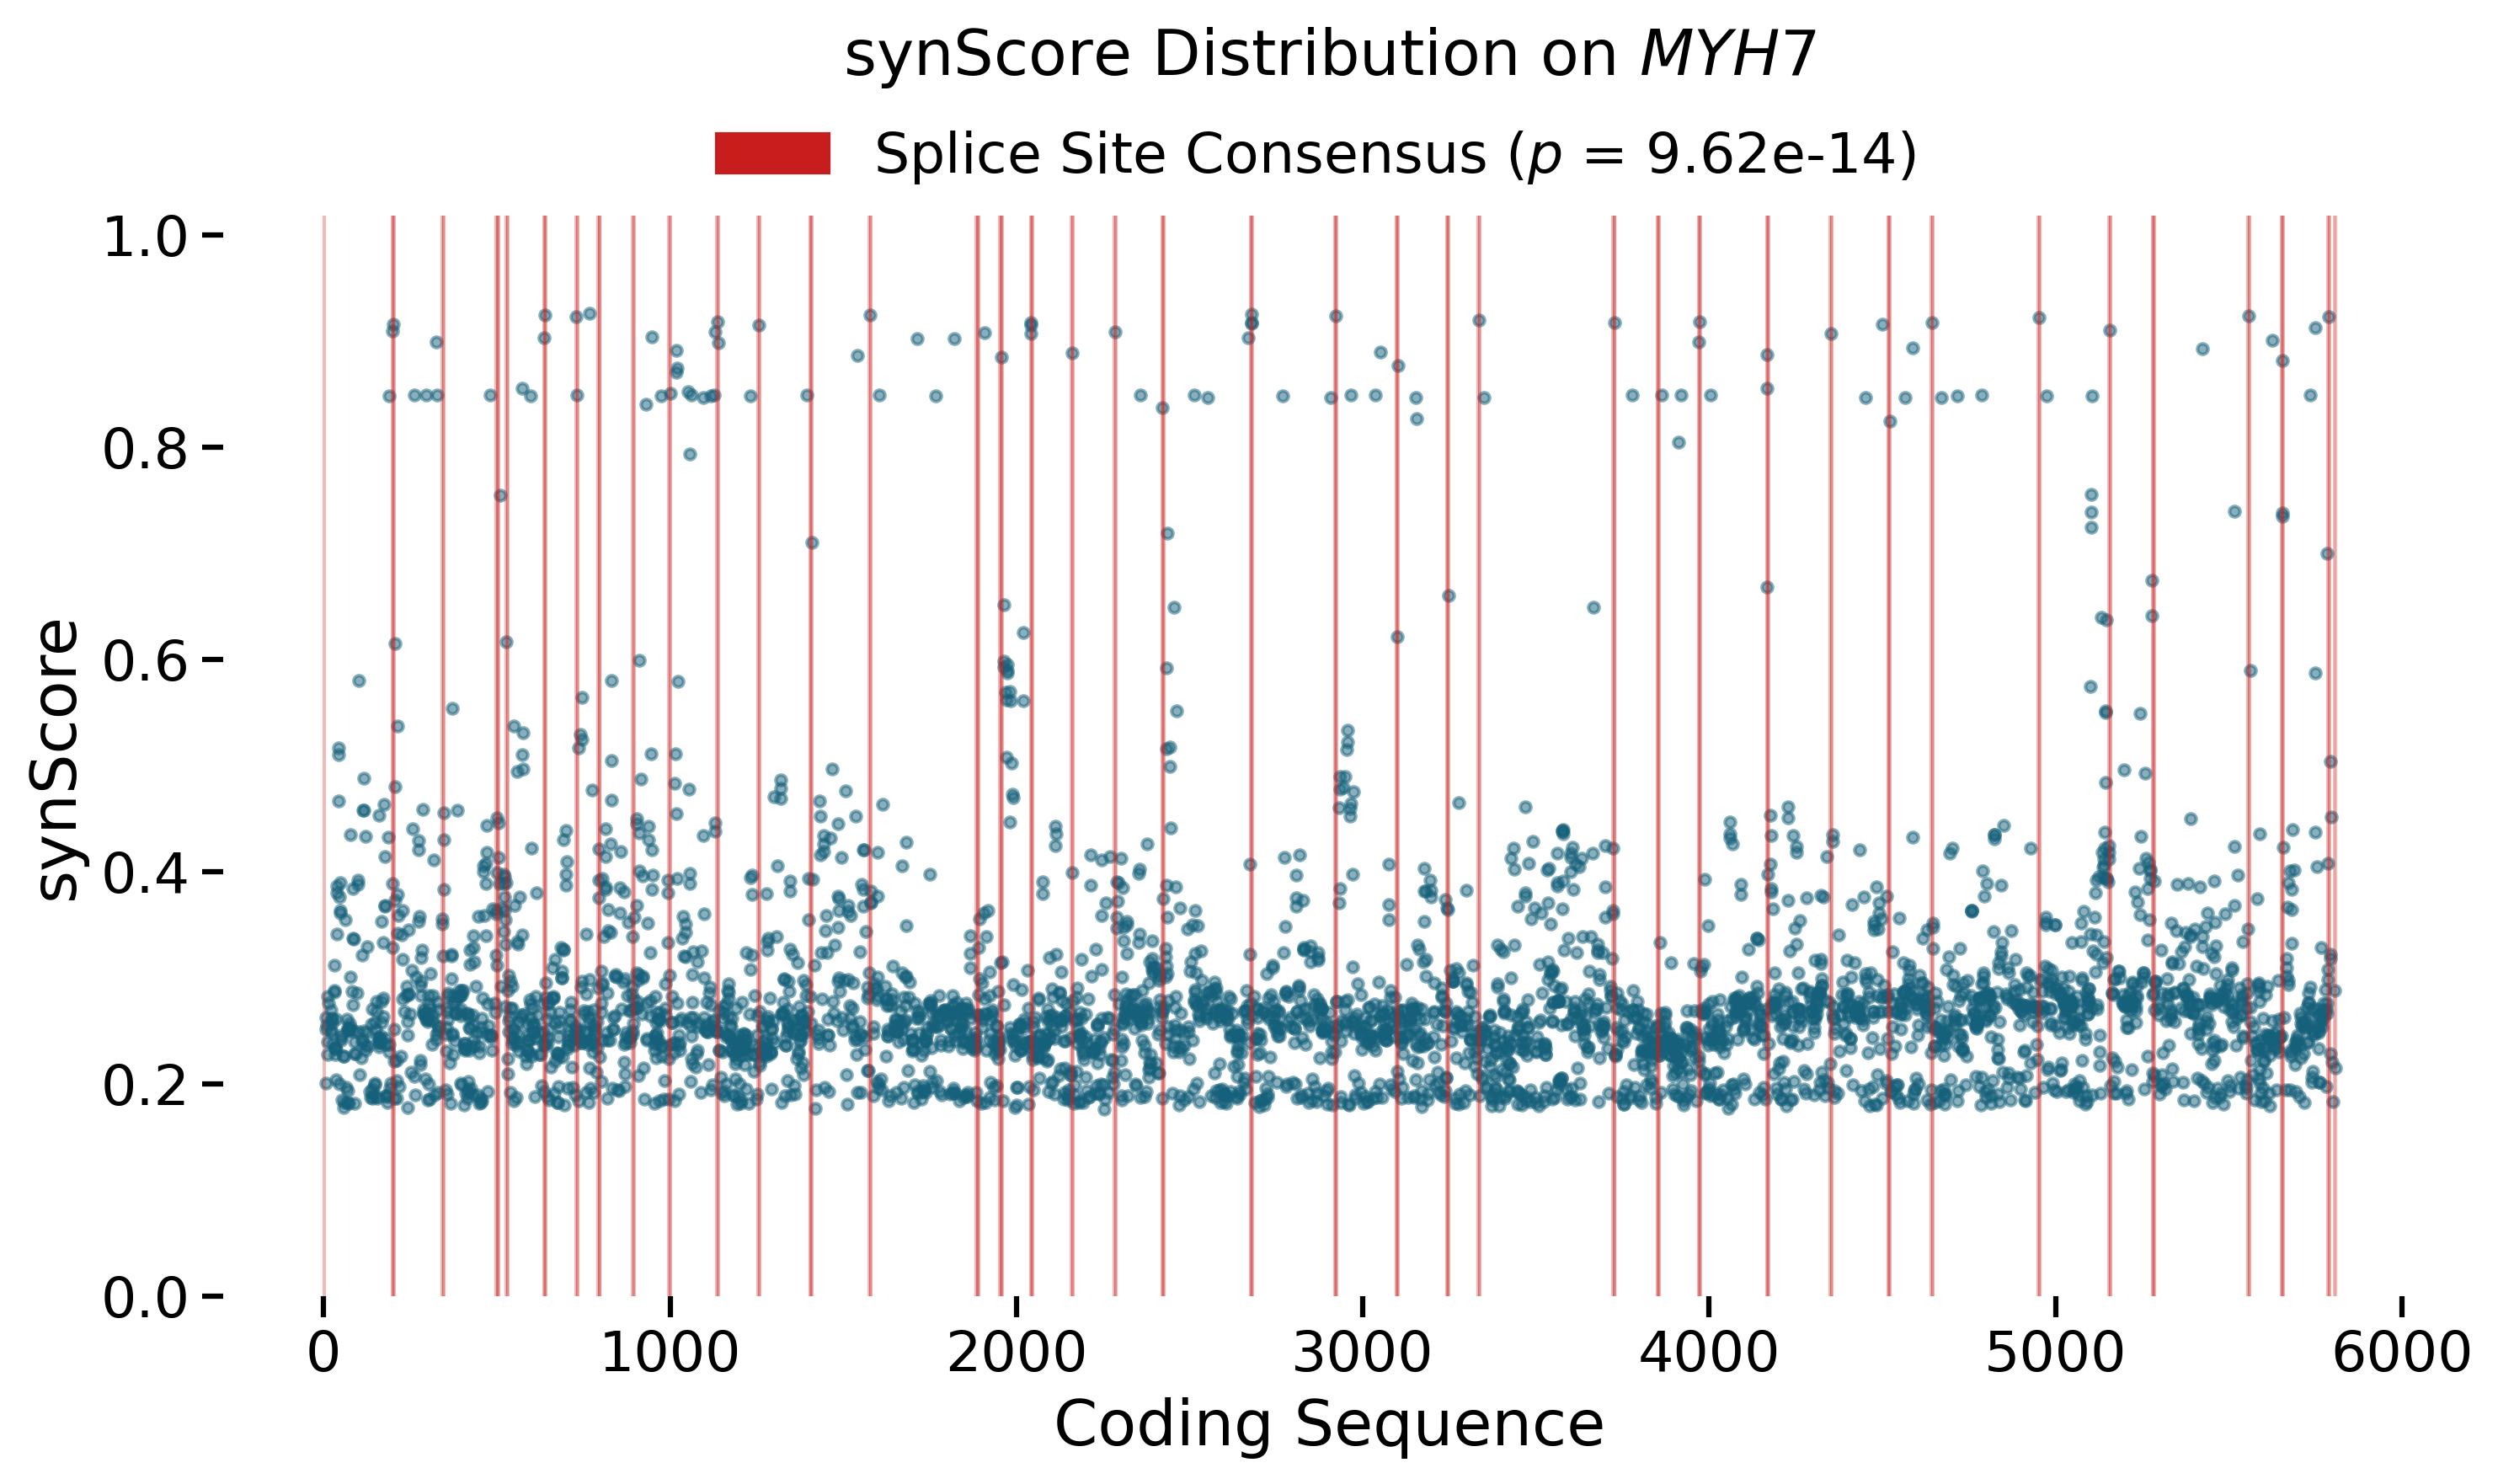 synScore Distribution on MYH7
Splice Site Consensus (p = 9.62e-14)
1.0
0.8
0.6
0.4
0.2
0.0
synScore
0 1000 2000 3000 4000 5000 6000
Coding Sequence